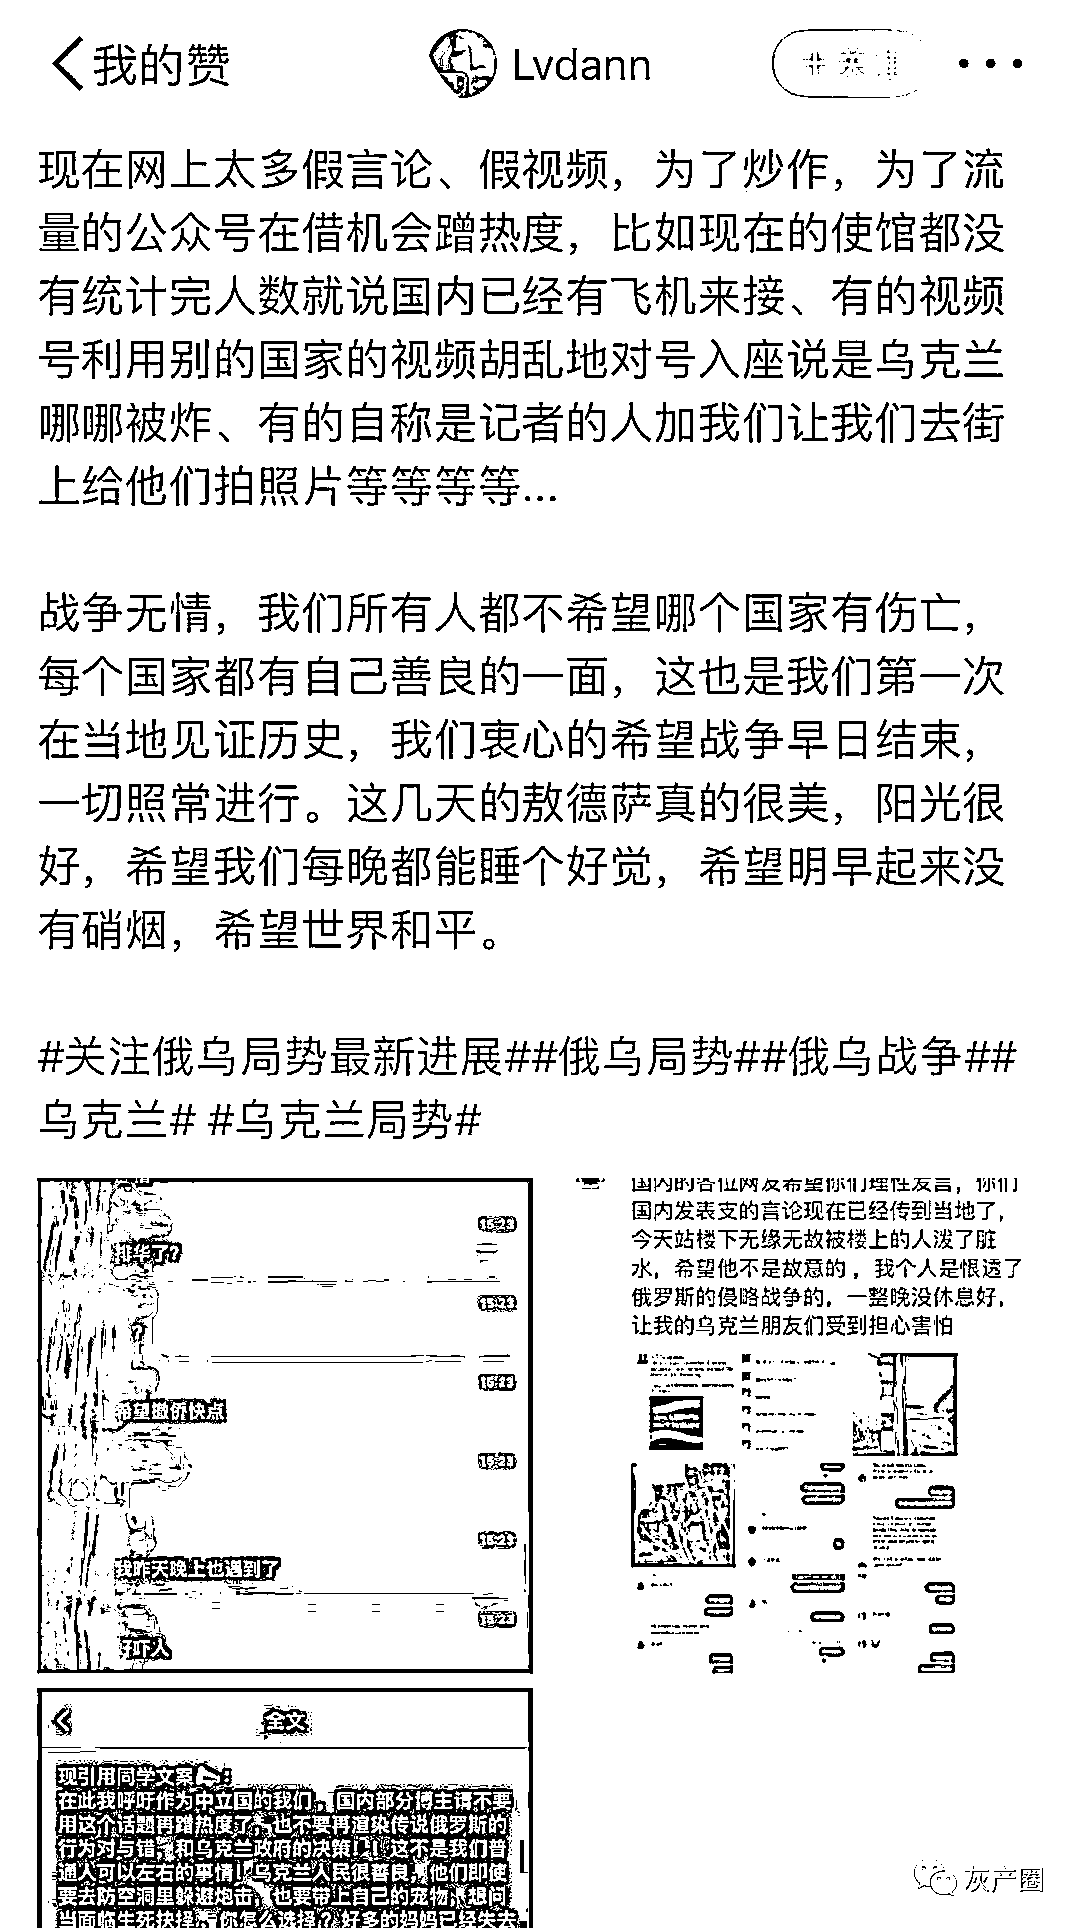 我的赞
Lvdann
现在网上太多假言论、假视频，为了炒作，为了流
量的公众号在借机会蹭热度，比如现在的使馆都没
有统计完人数就说国内已经有飞机来接、有的视频
号利用别的国家的视频胡乱地对号入座说是乌克兰
哪哪被炸、有的自称是记者的人加我们让我们去街
上给他们拍照片等等等等...
战争无情，我们所有人都不希望哪个国家有伤亡，
每个国家都有自己善良的一面，这也是我们第一次
在当地见证历史，我们衷心的希望战争早日结束，
一切照常进行。这几天的敖德萨真的很美，阳光很
好，希望我们每晚都能睡个好觉，希望明早起来没
有硝烟，希望世界和平。
#关注俄乌局势最新进展##俄乌局势##俄乌战争##
乌克兰# #乌克兰局势#
希望撤侨快点
我昨天晚上也遇到了
好吓人
国内的各位网友希望你们理性发言，你们
国内发表支的言论现在已经传到当地了，
今天站楼下无缘无故被楼上的人泼了脏
水，希望他不是故意的，我个人是恨透了
俄罗斯的侵略战争的，一整晚没休息好，
让我的乌克兰朋友们受到担心害怕
全文
现引用同学文案
在此我呼吁作为中立国的我们，国内部分博主请不要
用这个话题再蹭热度了，也不要再渲染传说俄罗斯的
行为对与错，和乌克兰政府的决策！！这不是我们普
通人可以左右的事情！乌克兰人民很善良，他们即使
要去防空洞里躲避炮击，也要带上自己的宠物，想问
当面临生死抉择，你怎么选择？好多的妈妈已经失去
灰产圈